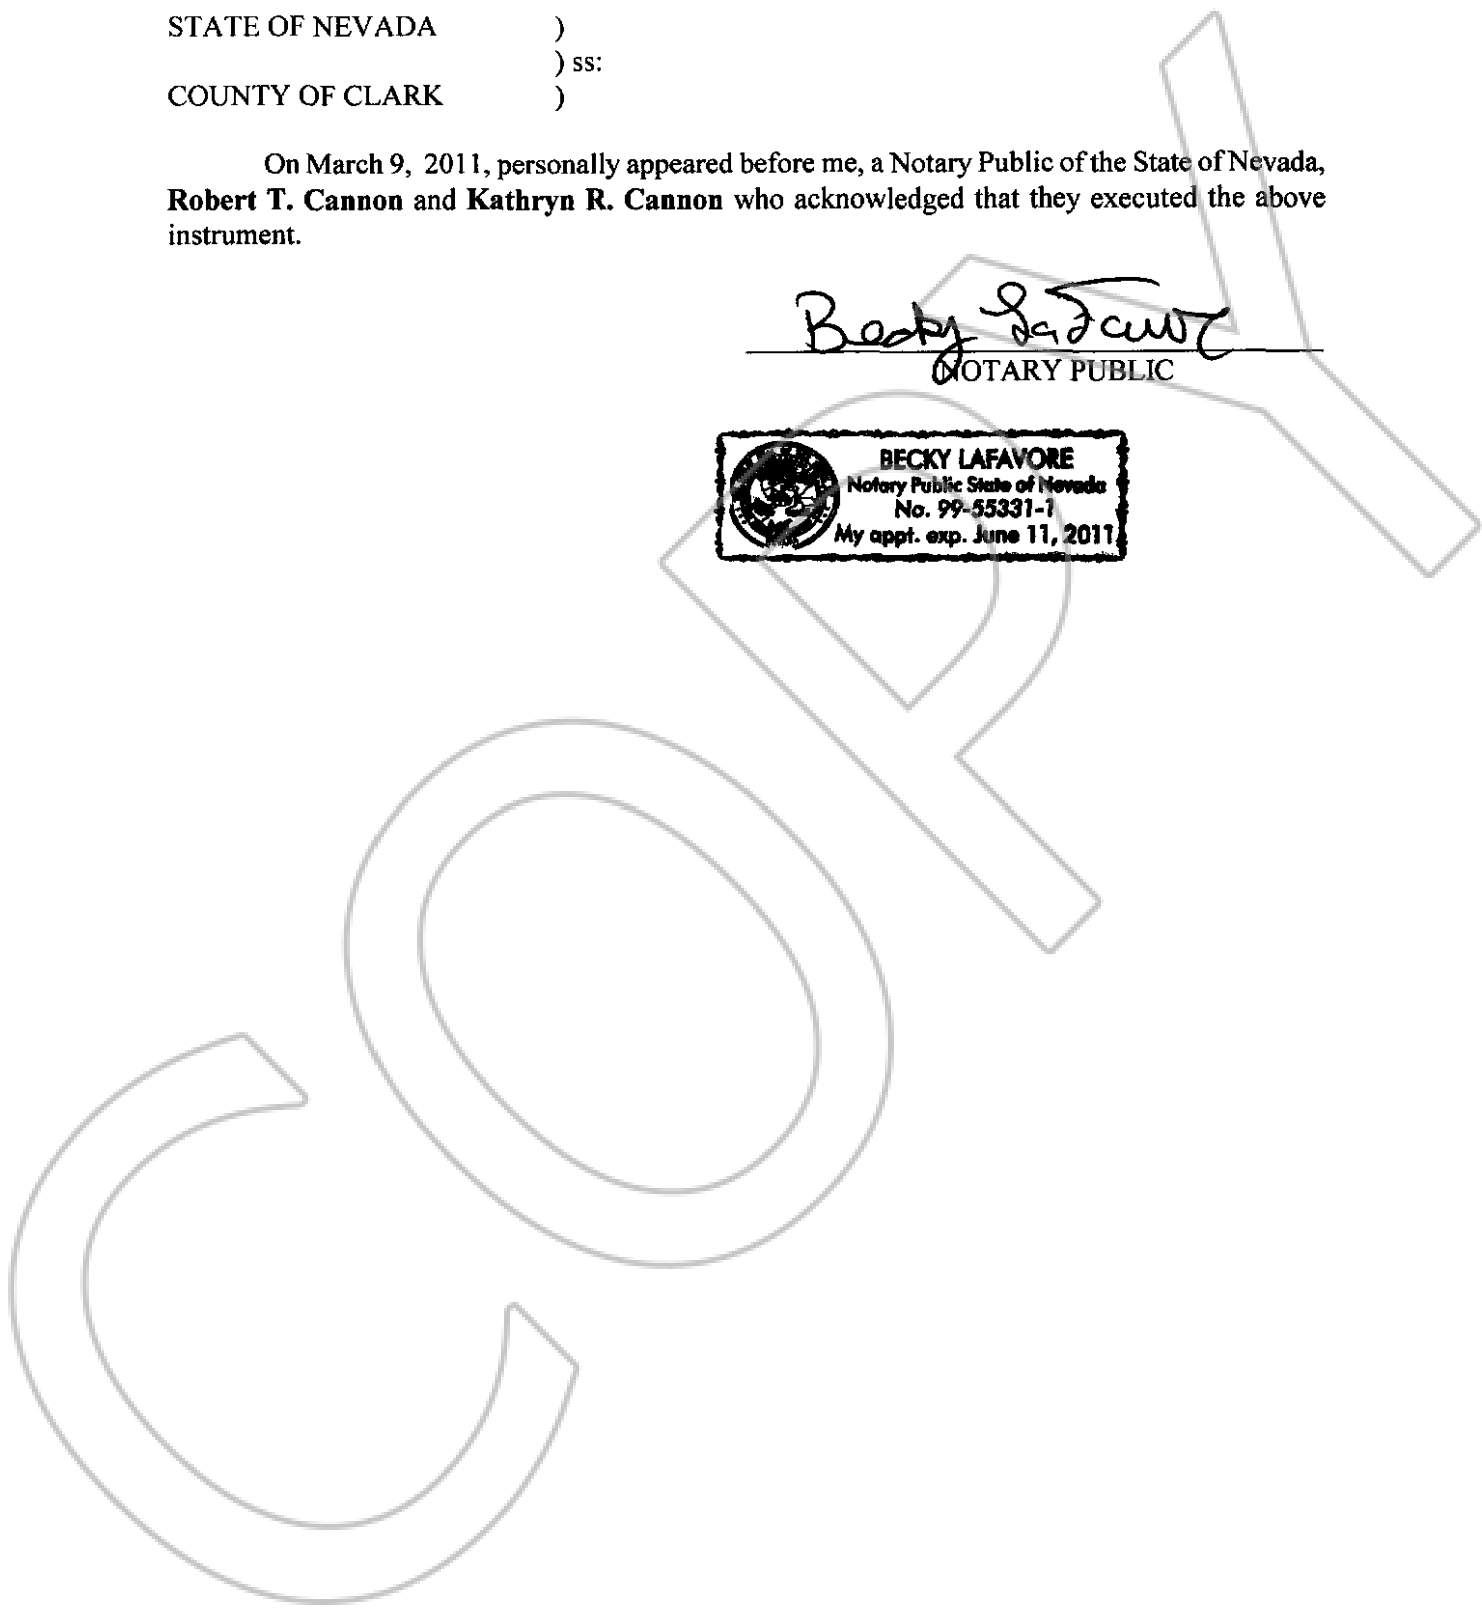 STATE OF NEVADA )
) ss:
COUNTY OF CLARK )
On March 9, 2011, personally appeared before me, a Notary Public of the State of Nevada,
Robert T. Cannon and Kathryn R. Cannon who acknowledged that they executed the above
instrument.
Becky LaFavore
NOTARY PUBLIC
BECKY LAFAVORE
Notary Public State of Nevada
No. 99-55331-1
My appt. exp. June 11, 2011
COPY